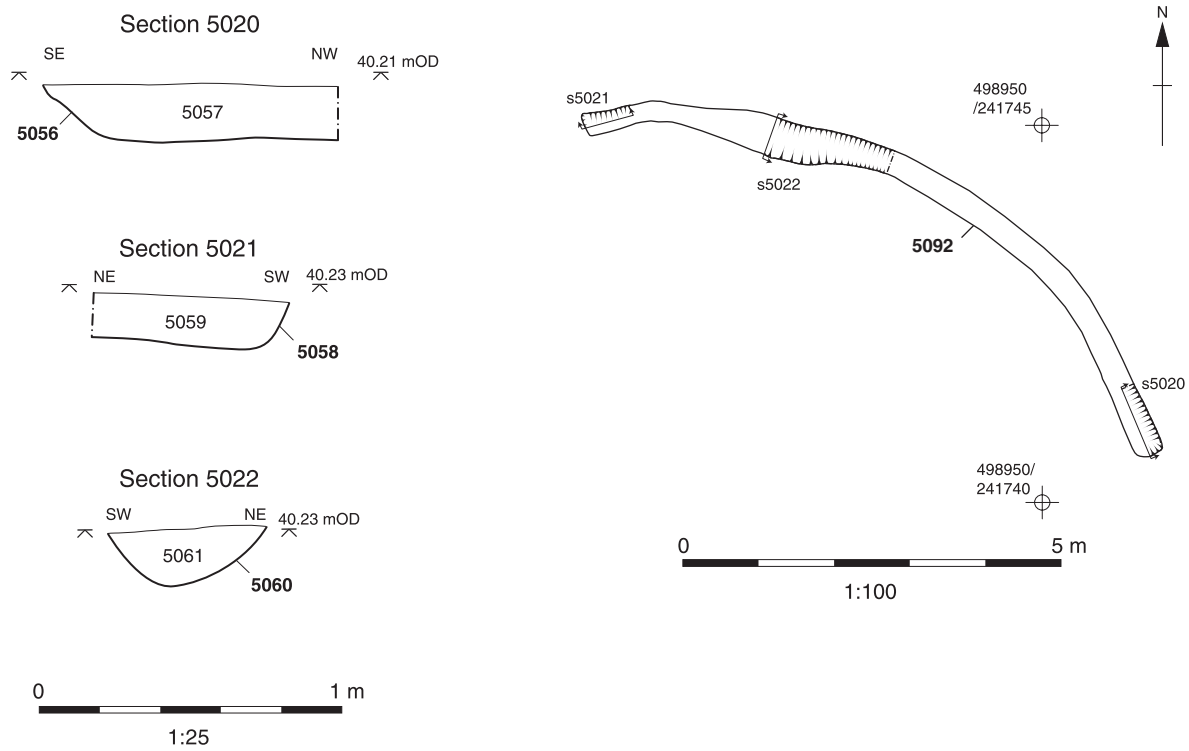 Section 5020
SE NW 40.21 mOD
5057
5056
Section 5021
NE SW 40.23 mOD
5059
5058
Section 5022
SW NE 40.23 mOD
5061
5060
0 1 m
1:25
N
498950
/241745
s5021
s5022
5092
s5020
498950/
241740
0 5 m
1:100